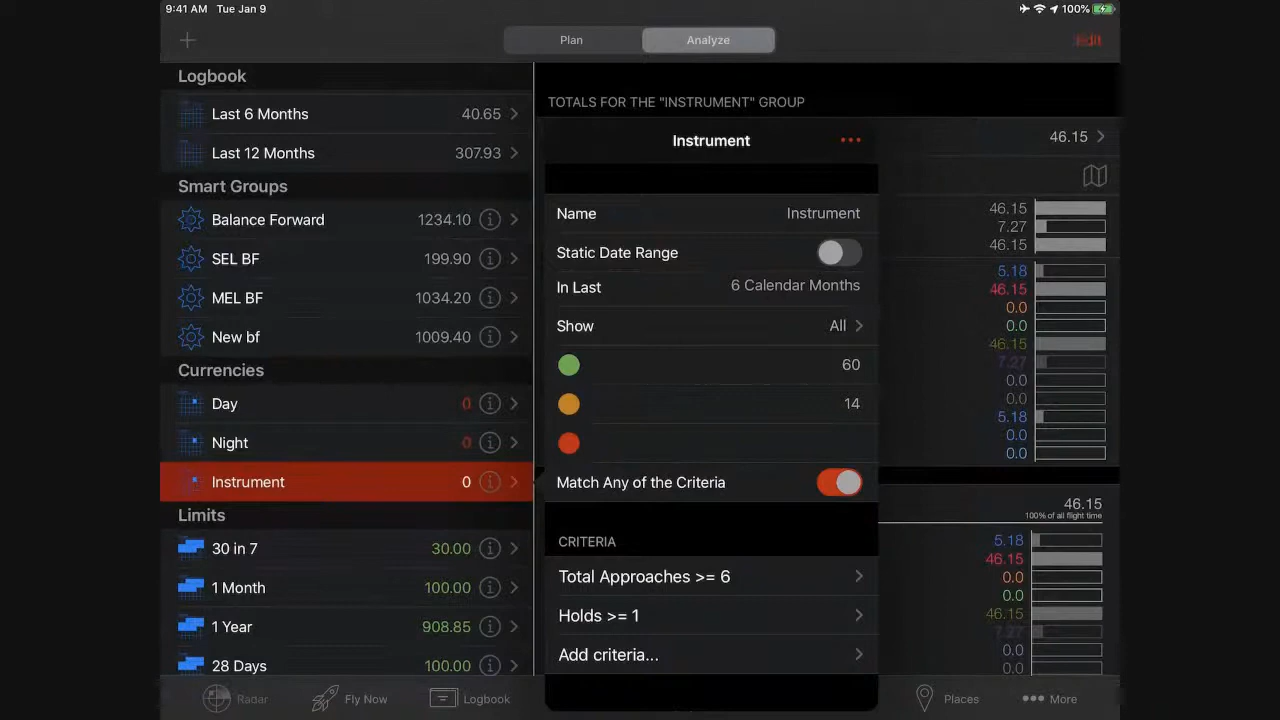 9:41 AM Tue Jan 9
100%
Plan
Analyze
Edit
Logbook
Last 6 Months 40.65
Last 12 Months 307.93
Smart Groups
Balance Forward 1234.10
SEL BF 199.90
MEL BF 1034.20
New bf 1009.40
Currencies
Day 0
Night 0
Instrument 0
Limits
30 in 7 30.00
1 Month 100.00
1 Year 908.85
28 Days 100.00
TOTALS FOR THE "INSTRUMENT" GROUP
Instrument
Name Instrument
Static Date Range
In Last 6 Calendar Months
Show All
60
14
Match Any of the Criteria
CRITERIA
Total Approaches >= 6
Holds >= 1
Add criteria...
46.15
46.15
7.27
46.15
5.18
46.15
0.0
0.0
46.15
7.27
0.0
0.0
5.18
0.0
0.0
46.15
100% of all flight time
5.18
46.15
0.0
0.0
46.15
7.27
0.0
0.0
Radar
Fly Now
Logbook
Places
More